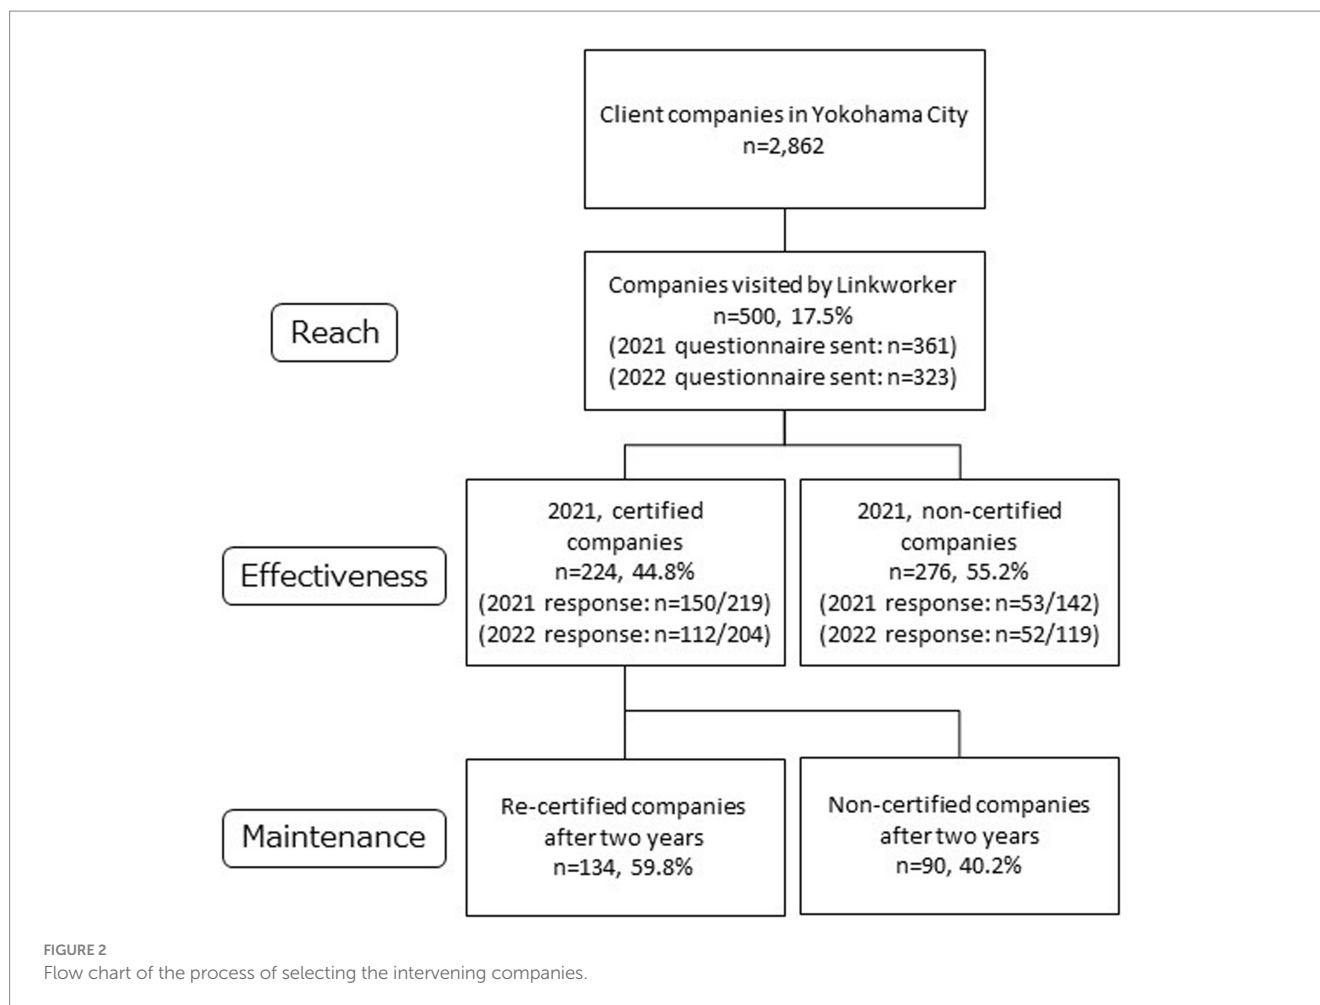 Client companies in Yokohama City
n=2,862
Reach
Companies visited by Linkworker
n=500, 17.5%
(2021 questionnaire sent: n=361)
(2022 questionnaire sent: n=323)
Effectiveness
2021, certified
companies
n=224, 44.8%
(2021 response: n=150/219)
(2022 response: n=112/204)
2021, non-certified
companies
n=276, 55.2%
(2021 response: n=53/142)
(2022 response: n=52/119)
Maintenance
Re-certified companies
after two years
n=134, 59.8%
Non-certified companies
after two years
n=90, 40.2%
FIGURE 2
Flow chart of the process of selecting the intervening companies.